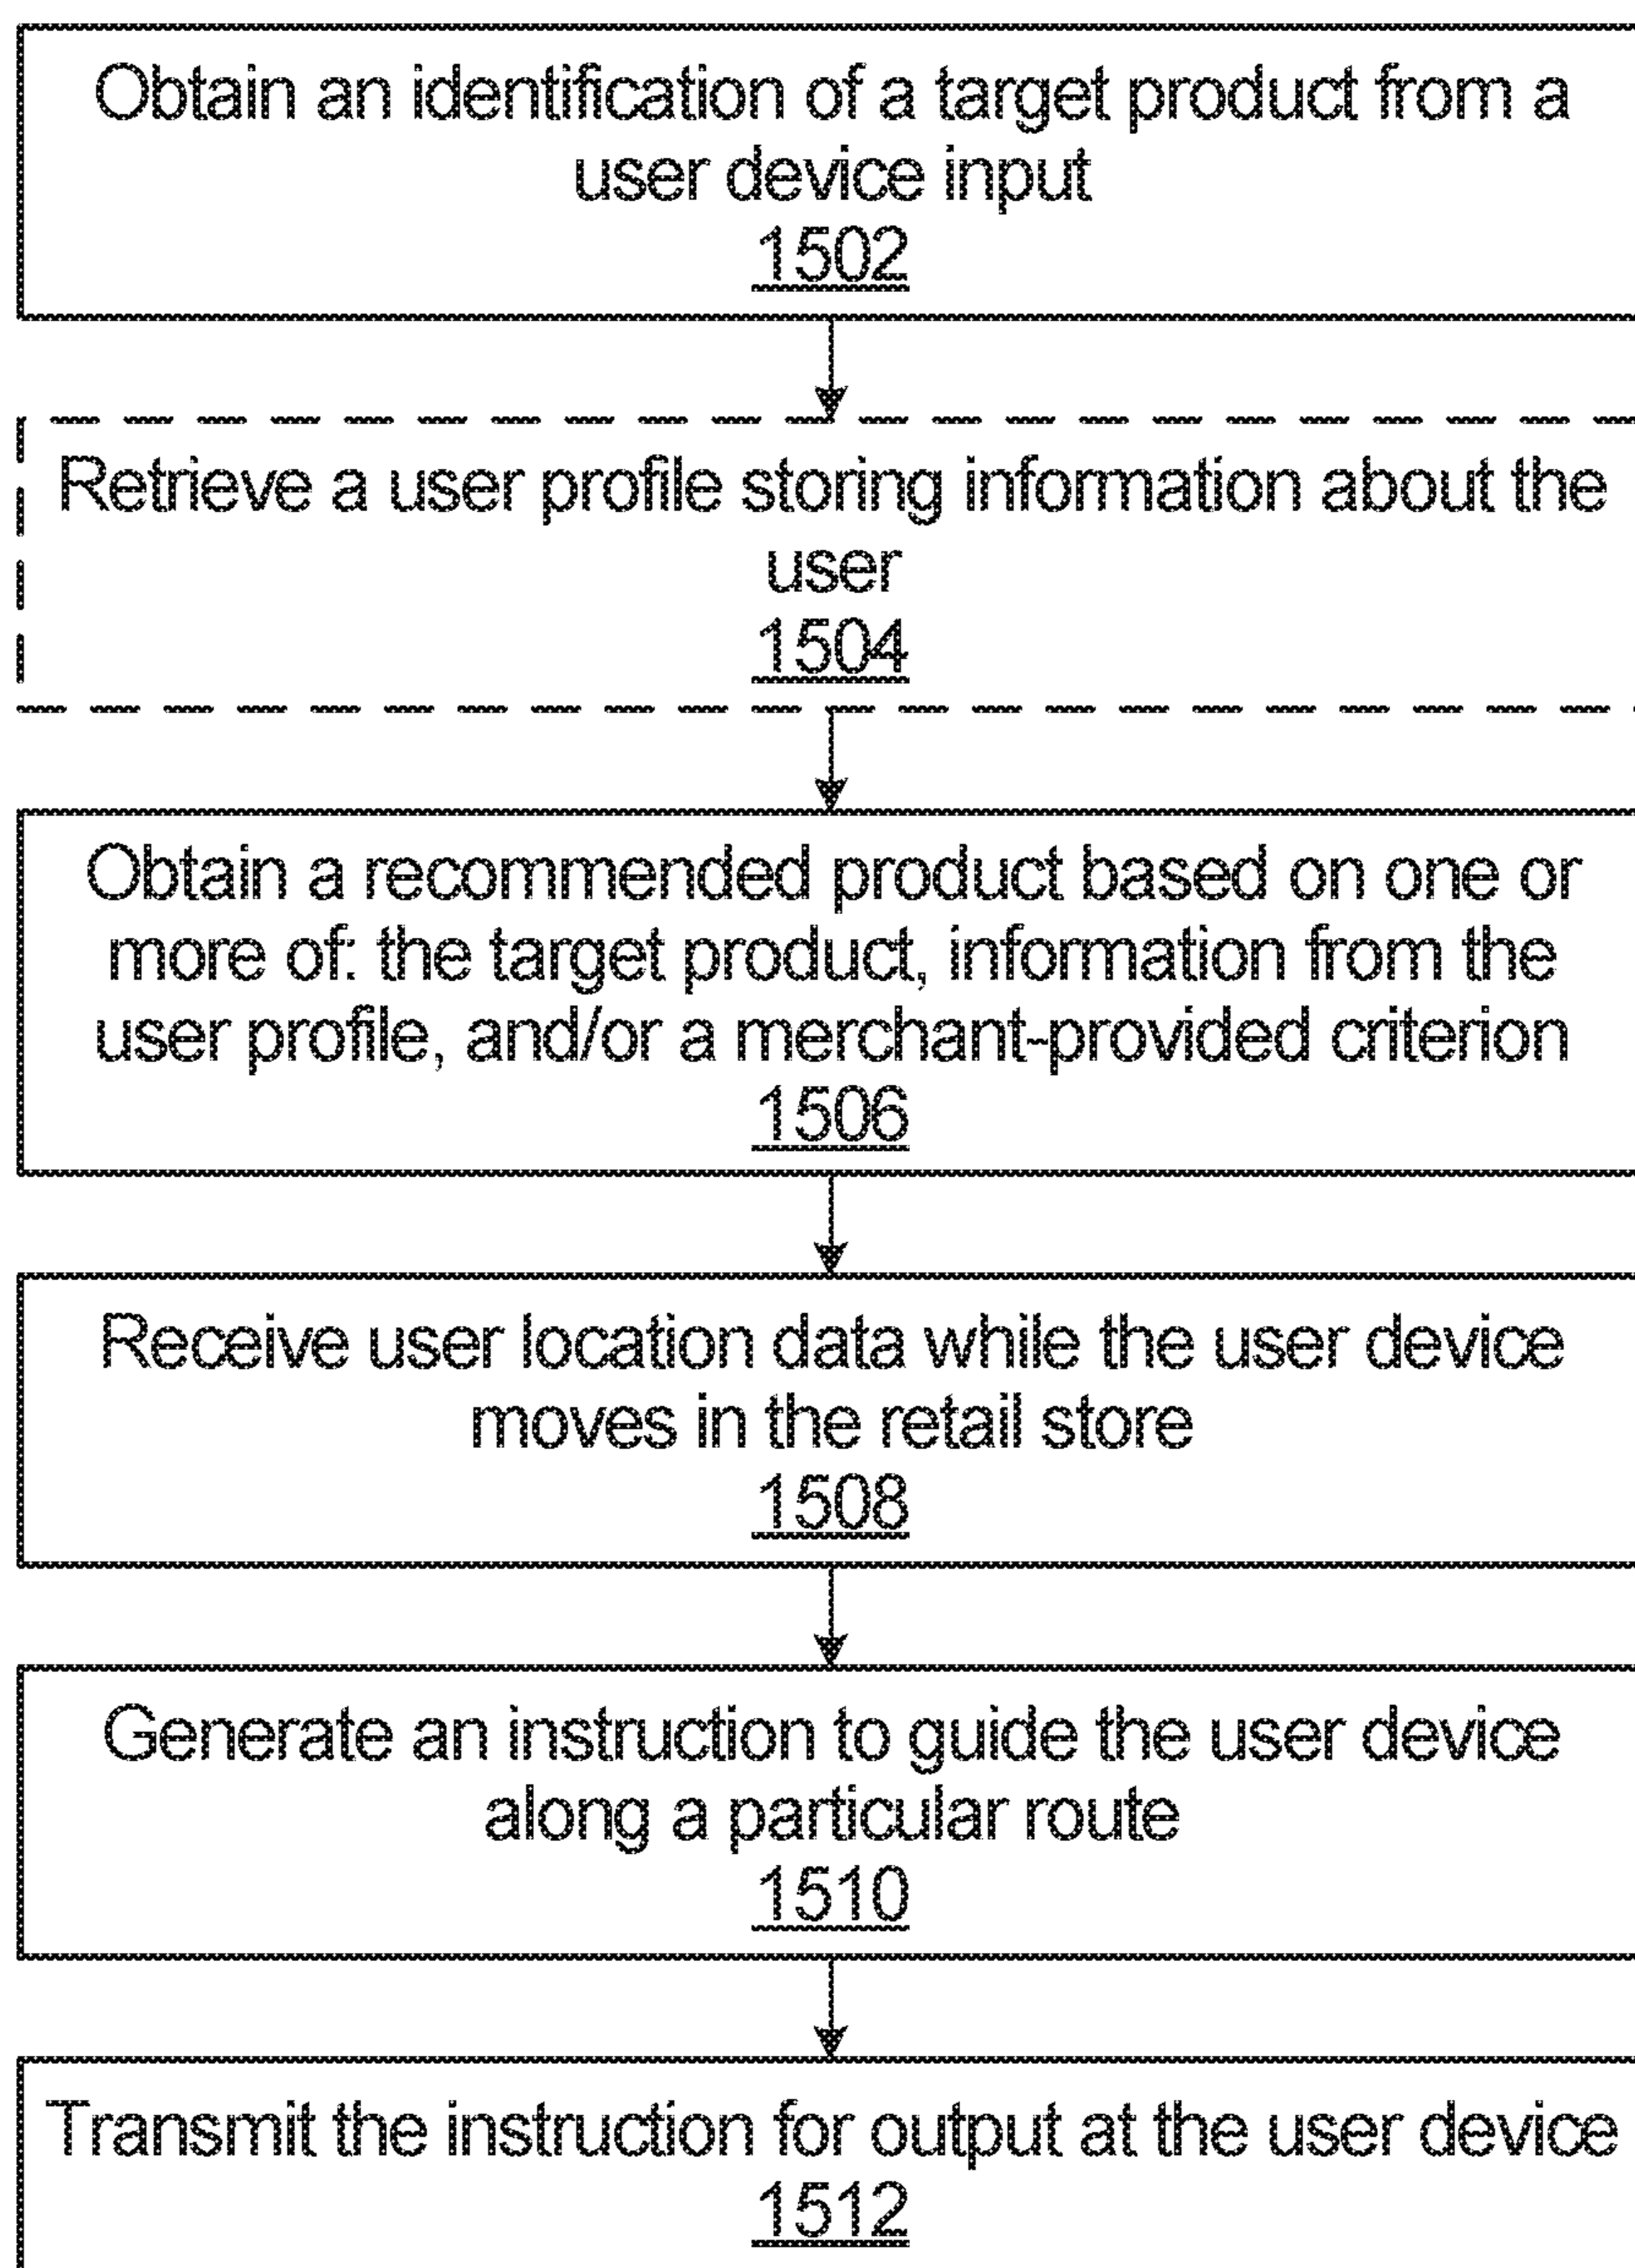 Obtain an identification of a target product from a
user device input
1502
Retrieve a user profile storing information about the
user
1504
Obtain a recommended product based on one or
more of: the target product, information from the
user profile, and/or a merchant-provided criterion
1506
Receive user location data while the user device
moves in the retail store
1508
Generate an instruction to guide the user device
along a particular route
1510
Transmit the instruction for output at the user device
1512